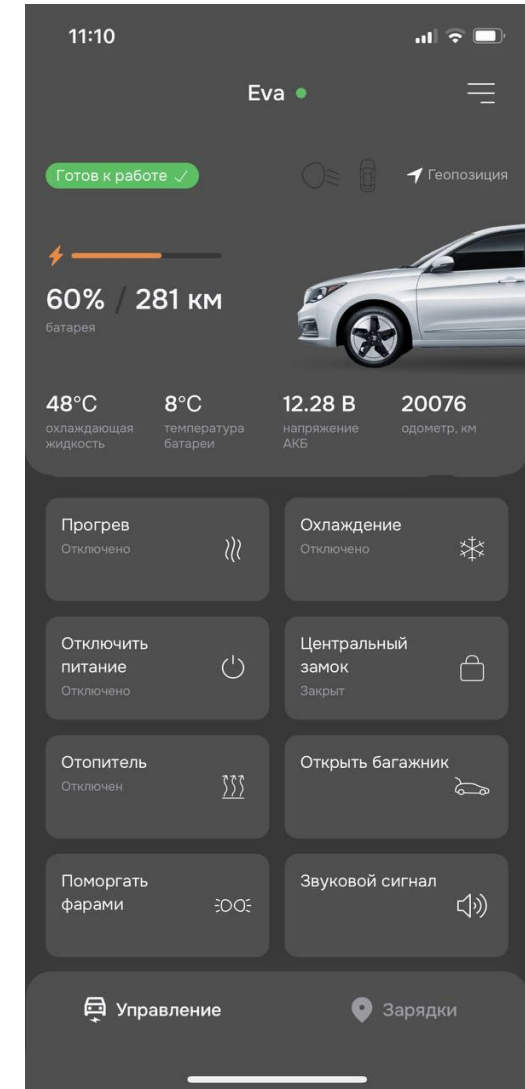 11:10
Eva
Готов к работе
Геопозиция
60% / 281 км
батарея
48°C 8°C 12.28 В 20076
охлаждающая температура напряжение одометр, км
жидкость батареи АКБ
Прогрев Охлаждение
Отключено Отключено
Отключить Центральный
питание замок
Отключено Закрыт
Отопитель Открыть багажник
Отключен
Поморгать Звуковой сигнал
фарами
Управление Зарядки